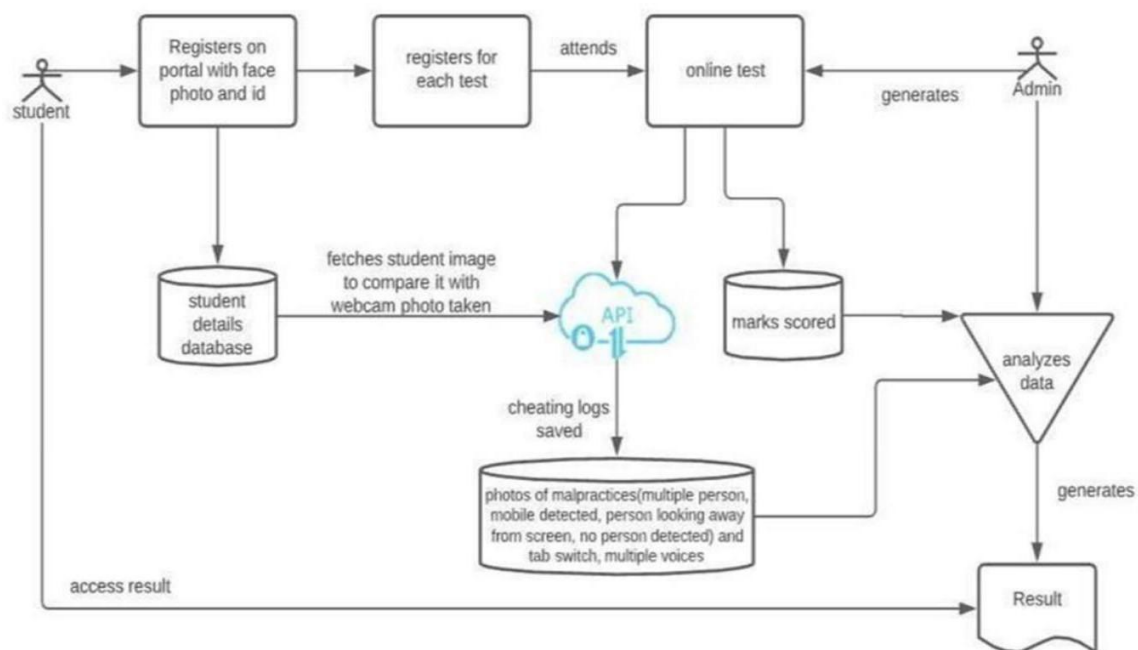 Registers on
portal with face
photo and id
registers for
each test
attends
online test
generates
student
Admin
fetches student image
to compare it with
webcam photo taken
student
details
database
API
marks scored
analyzes
data
cheating logs
saved
photos of malpractices(multiple person,
mobile detected, person looking away
from screen, no person detected) and
tab switch, multiple voices
generates
access result
Result